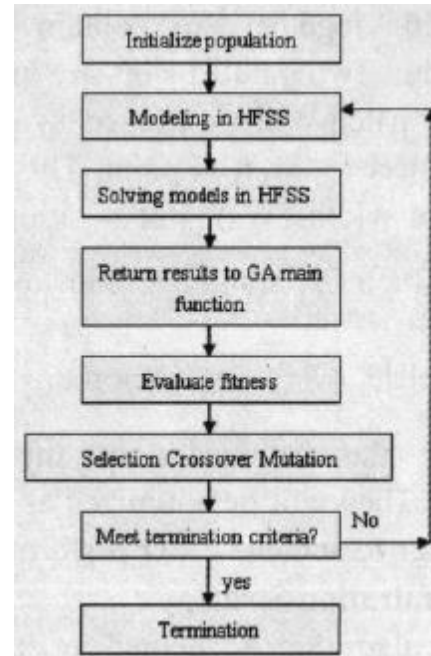 Initialize population
Modeling in HFSS
Solving models in HFSS
Return results to GA main
function
Evaluate fitness
Selection Crossover Mutation
Meet termination criteria?
No
yes
Termination